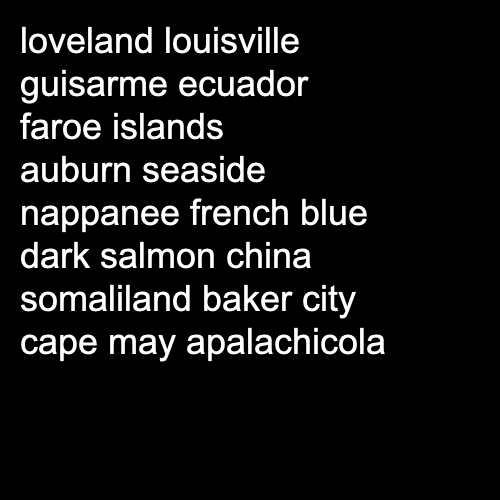 loveland louisville
guisarme ecuador
faroe islands
auburn seaside
nappanee french blue
dark salmon china
somaliland baker city
cape may apalachicola